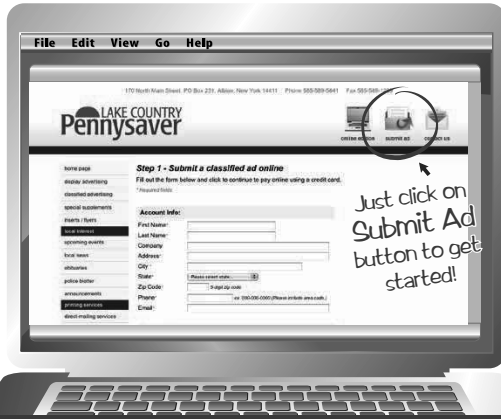 File Edit View Go Help
170 North Main Street PO Box 231, Albion, New York 14411 Phone 585-589-5641 Fax 585-589-
LAKE COUNTRY
Pennysaver
online edition submit ad contact us
home page
display advertising
classified advertising
special supplements
inserts / flyers
local interest
upcoming events
local news
obituaries
police blotter
announcements
printing services
direct mailing services
Step 1 - Submit a classified ad online
Fill out the form below and click to continue to pay online using a credit card.
* Required fields
Account Info:
First Name*
Last Name*
Company
Address*
City*
State* Please select state...
Zip Code* 5-digit zip code
Phone* ex: 000-000-0000 (Please include area code.)
Email*
Just click on
Submit Ad
button to get
started!